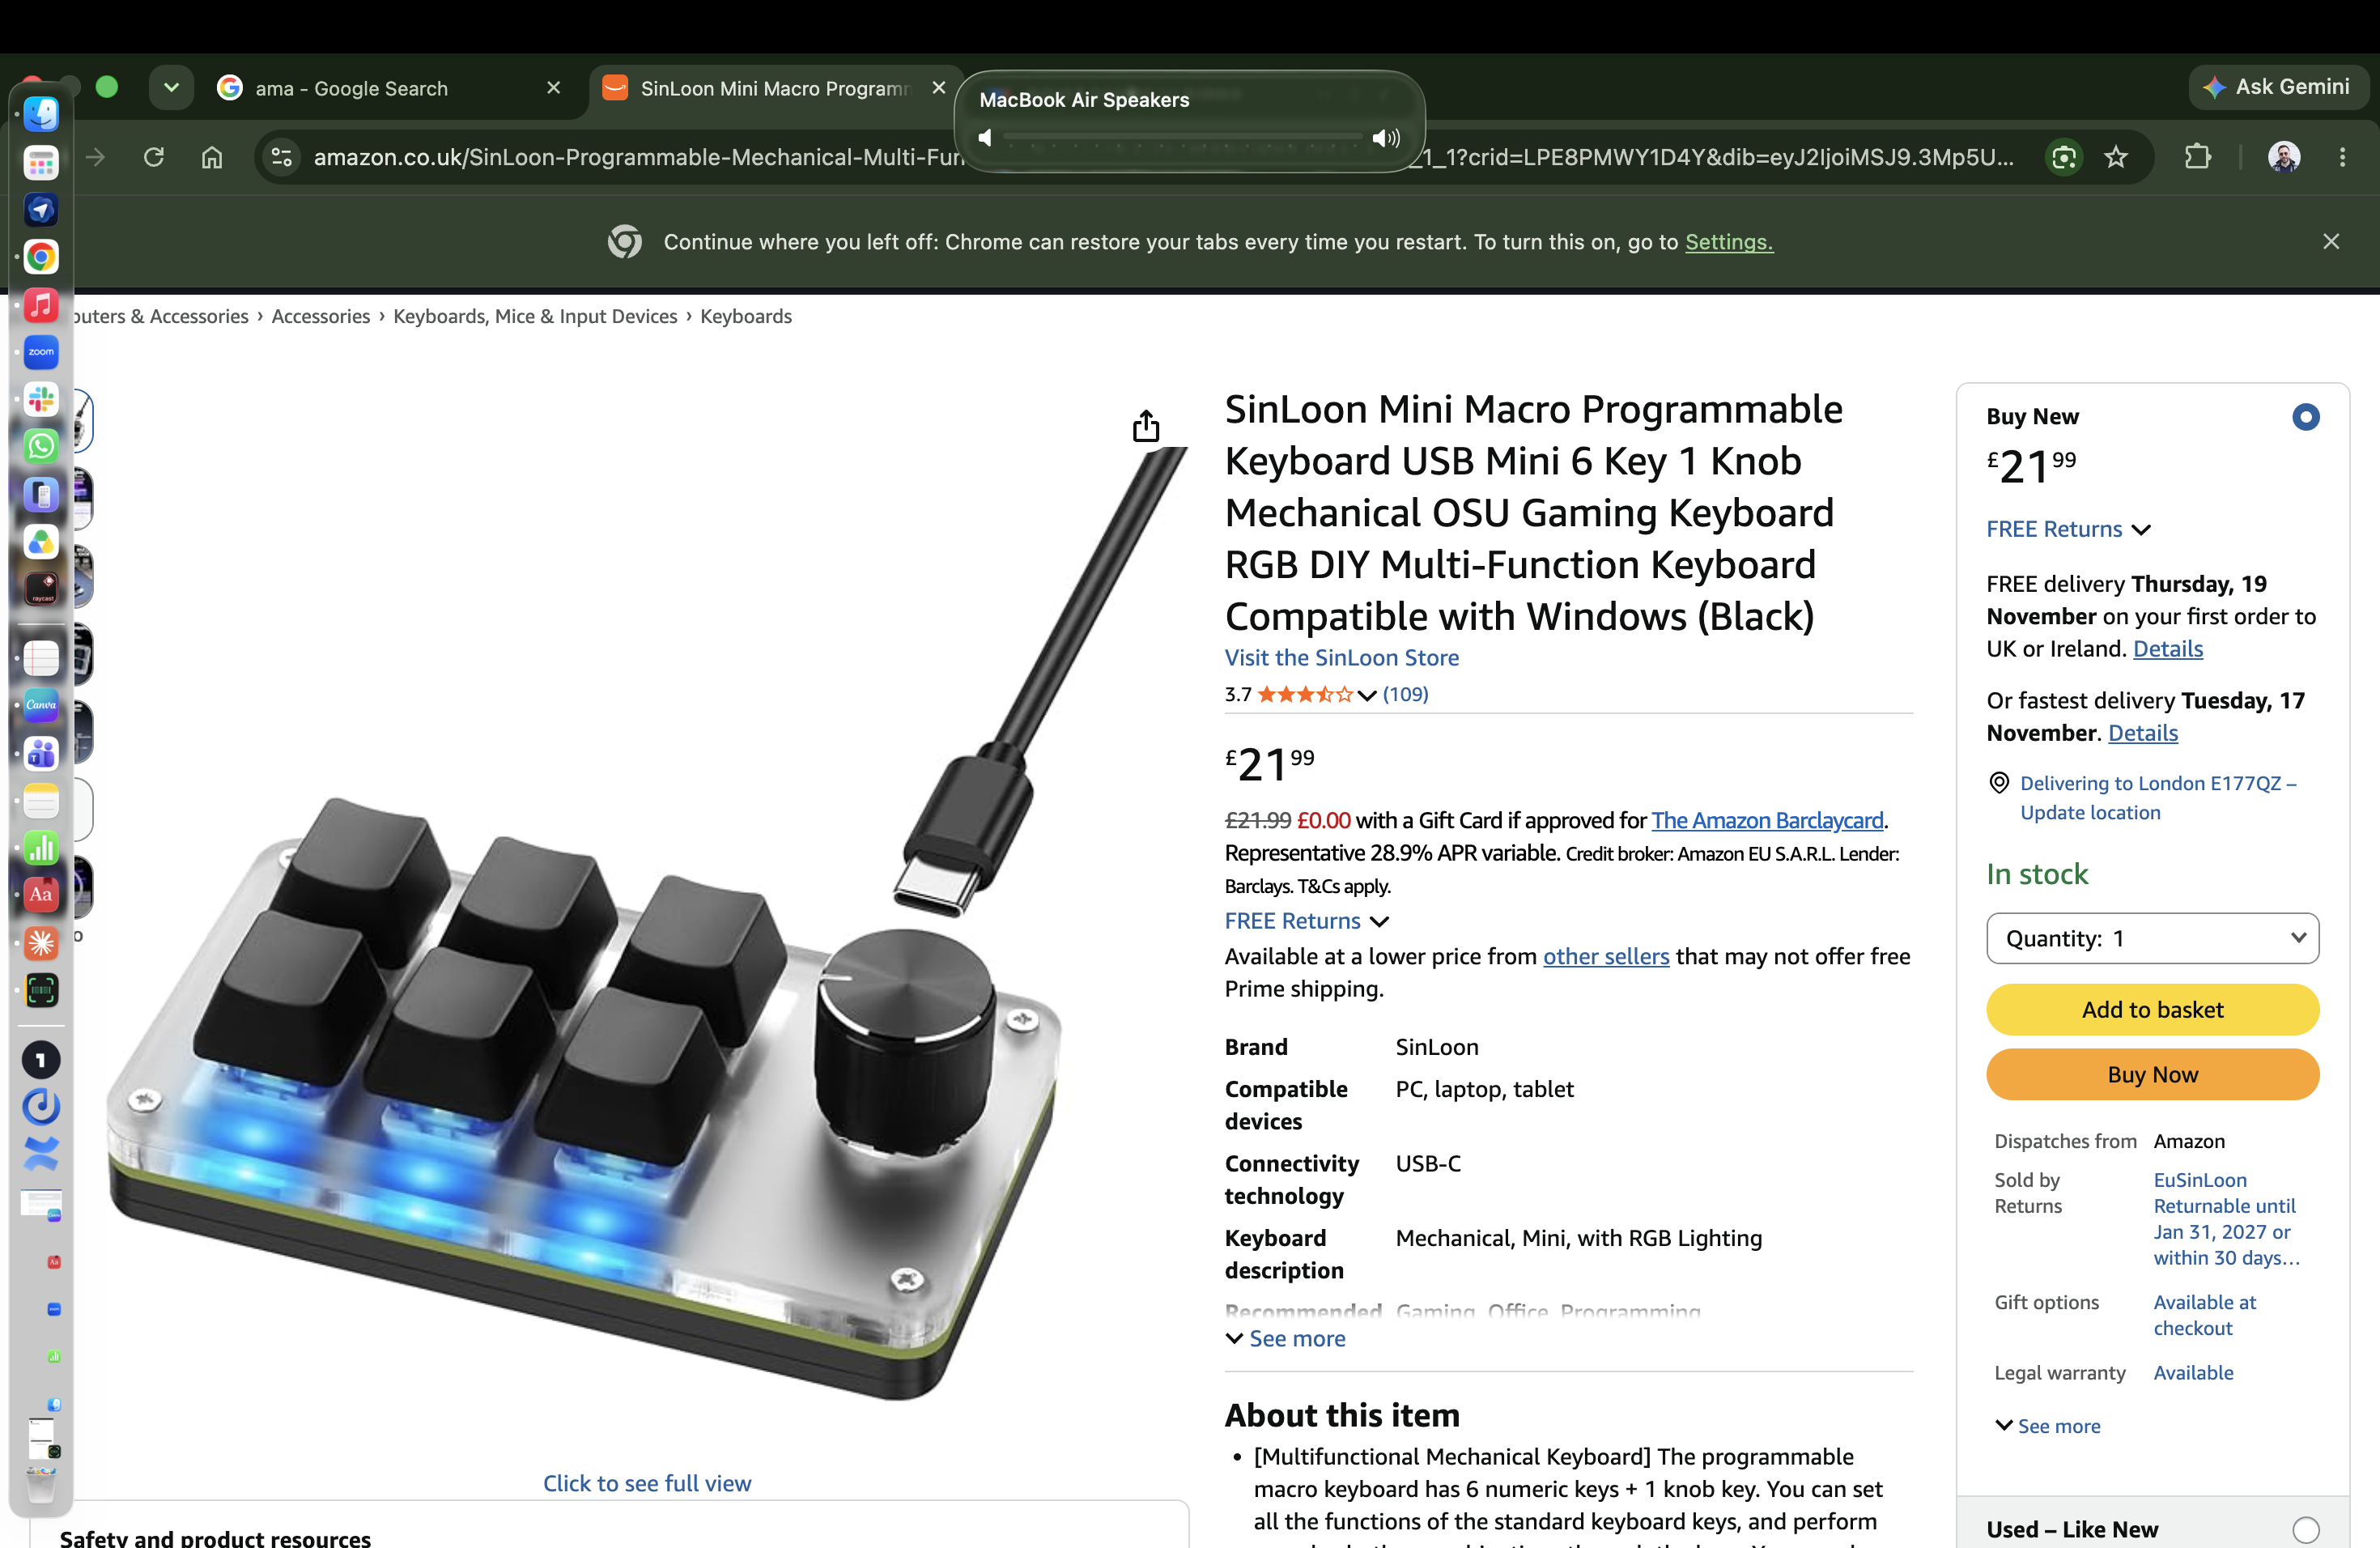 ama - Google Search
SinLoon Mini Macro Programm
Ask Gemini
MacBook Air Speakers
amazon.co.uk/SinLoon-Programmable-Mechanical-Multi-Fun
_1_1?crid=LPE8PMWY1D4Y&dib=eyJ2IjoiMSJ9.3Mp5U...
Continue where you left off: Chrome can restore your tabs every time you restart. To turn this on, go to Settings.
zoom
raycast
Canva
Aa
1
puters & Accessories › Accessories › Keyboards, Mice & Input Devices › Keyboards
Click to see full view
Safety and product resources
SinLoon Mini Macro Programmable
Keyboard USB Mini 6 Key 1 Knob
Mechanical OSU Gaming Keyboard
RGB DIY Multi-Function Keyboard
Compatible with Windows (Black)
Visit the SinLoon Store
3.7 (109)
£21.99
£21.99 £0.00 with a Gift Card if approved for The Amazon Barclaycard.
Representative 28.9% APR variable. Credit broker: Amazon EU S.A.R.L. Lender:
Barclays. T&Cs apply.
FREE Returns
Available at a lower price from other sellers that may not offer free
Prime shipping.
Brand SinLoon
Compatible PC, laptop, tablet
devices
Connectivity USB-C
technology
Keyboard Mechanical, Mini, with RGB Lighting
description
Recommended Gaming, Office, Programming
See more
About this item
• [Multifunctional Mechanical Keyboard] The programmable
macro keyboard has 6 numeric keys + 1 knob key. You can set
all the functions of the standard keyboard keys, and perform
Buy New
£21.99
FREE Returns
FREE delivery Thursday, 19
November on your first order to
UK or Ireland. Details
Or fastest delivery Tuesday, 17
November. Details
Delivering to London E177QZ –
Update location
In stock
Quantity: 1
Add to basket
Buy Now
Dispatches from Amazon
Sold by EuSinLoon
Returns Returnable until
Jan 31, 2027 or
within 30 days...
Gift options Available at
checkout
Legal warranty Available
See more
Used – Like New